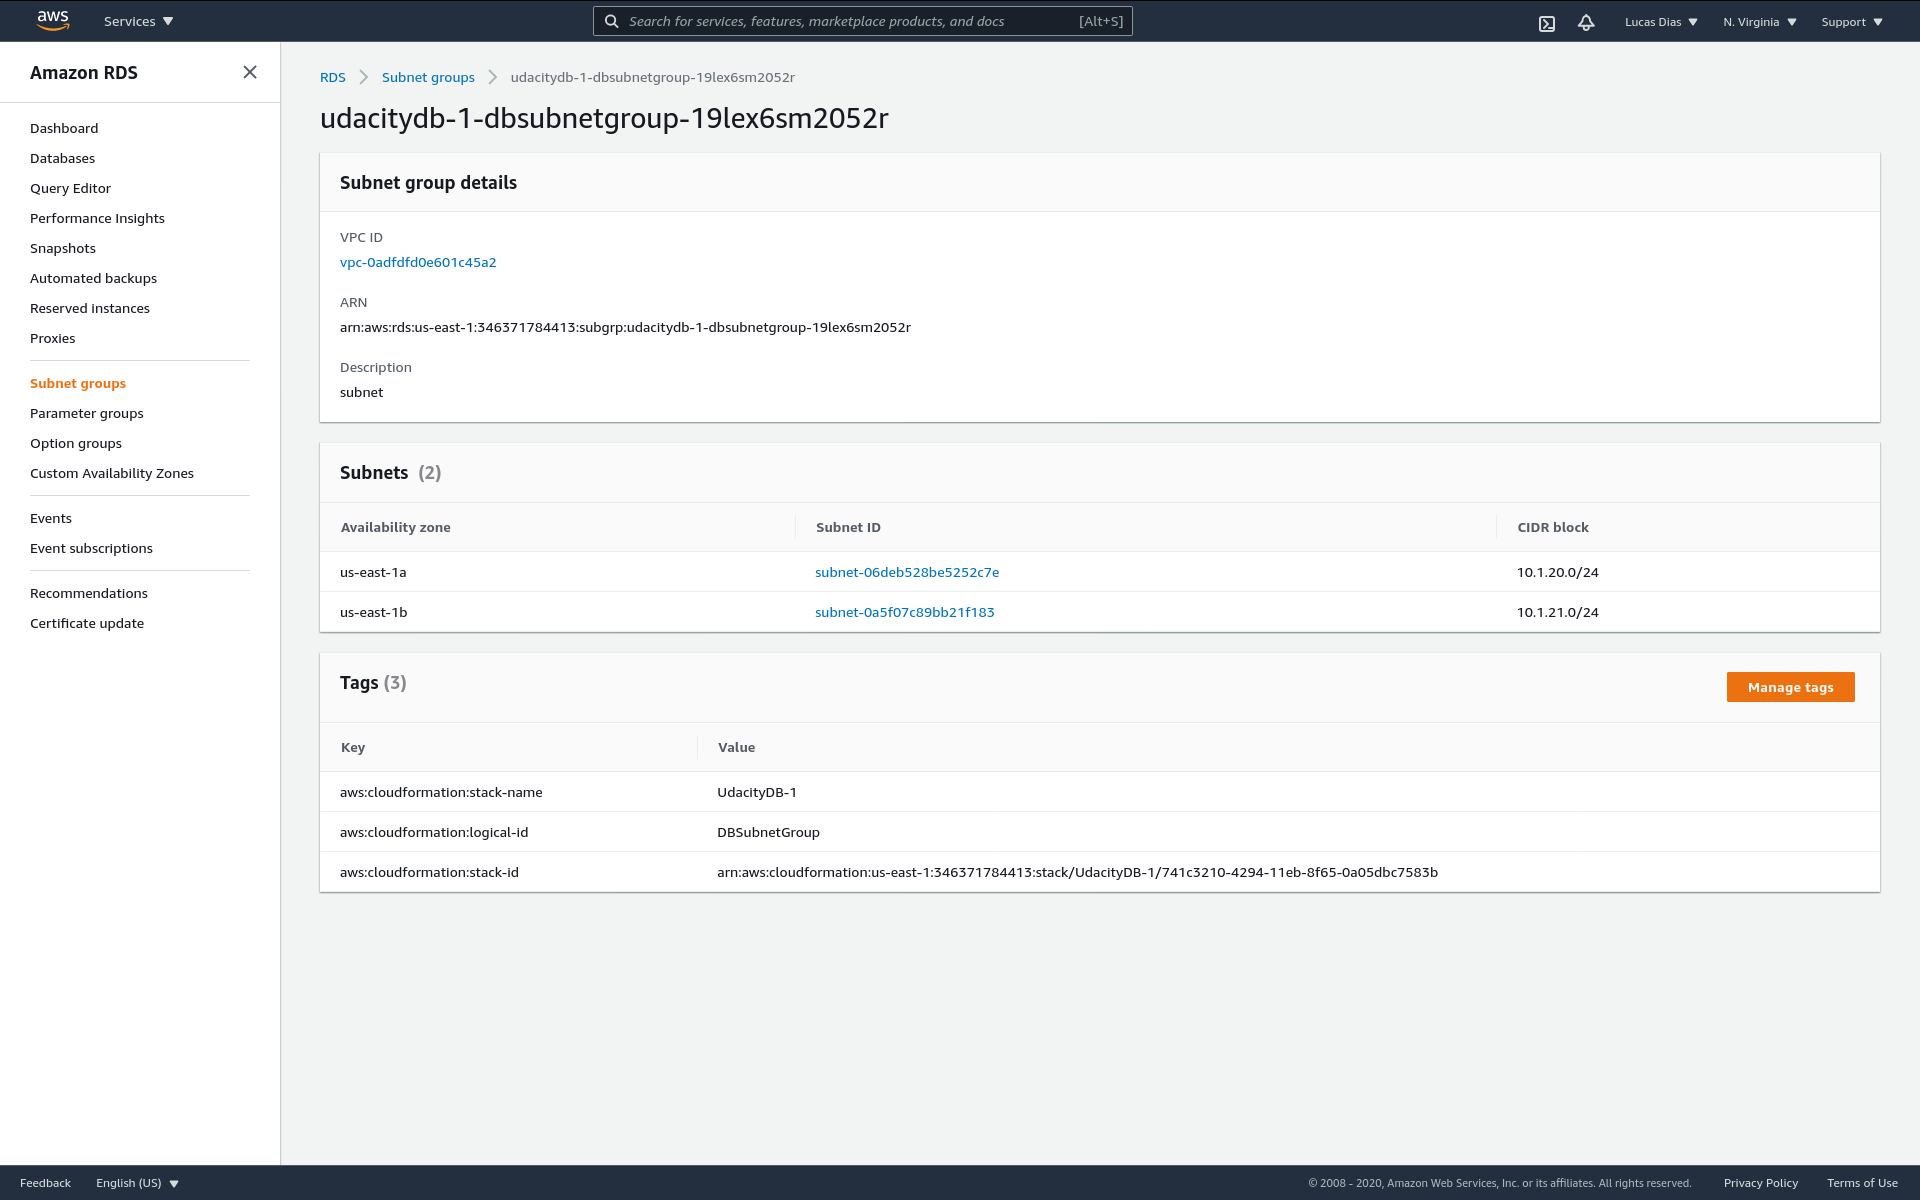 aws Services Search for services, features, marketplace products, and docs [Alt+S] Lucas Dias N. Virginia Support
Amazon RDS
Dashboard
Databases
Query Editor
Performance Insights
Snapshots
Automated backups
Reserved instances
Proxies
Subnet groups
Parameter groups
Option groups
Custom Availability Zones
Events
Event subscriptions
Recommendations
Certificate update
RDS Subnet groups udacitydb-1-dbsubnetgroup-19lex6sm2052r
udacitydb-1-dbsubnetgroup-19lex6sm2052r
Subnet group details
VPC ID
vpc-0adfdfd0e601c45a2
ARN
arn:aws:rds:us-east-1:346371784413:subgrp:udacitydb-1-dbsubnetgroup-19lex6sm2052r
Description
subnet
Subnets (2)
Availability zone Subnet ID CIDR block
us-east-1a subnet-06deb528be5252c7e 10.1.20.0/24
us-east-1b subnet-0a5f07c89bb21f183 10.1.21.0/24
Tags (3) Manage tags
Key Value
aws:cloudformation:stack-name UdacityDB-1
aws:cloudformation:logical-id DBSubnetGroup
aws:cloudformation:stack-id arn:aws:cloudformation:us-east-1:346371784413:stack/UdacityDB-1/741c3210-4294-11eb-8f65-0a05dbc7583b
Feedback English (US) © 2008 - 2020, Amazon Web Services, Inc. or its affiliates. All rights reserved. Privacy Policy Terms of Use